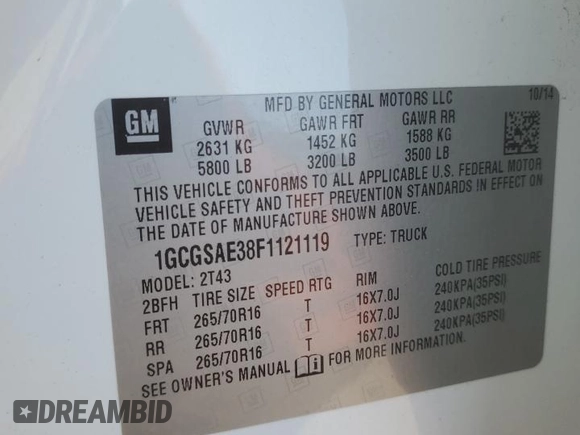 GM
MFD BY GENERAL MOTORS LLC 10/14
GVWR GAWR FRT GAWR RR
2631 KG 1452 KG 1588 KG
5800 LB 3200 LB 3500 LB
THIS VEHICLE CONFORMS TO ALL APPLICABLE U.S. FEDERAL MOTOR
VEHICLE SAFETY AND THEFT PREVENTION STANDARDS IN EFFECT ON
THE DATE OF MANUFACTURE SHOWN ABOVE.
1GCGSAE38F1121119 TYPE: TRUCK
MODEL: 2T43
2BFH TIRE SIZE SPEED RTG RIM COLD TIRE PRESSURE
FRT 265/70R16 T 16X7.0J 240KPA(35PSI)
RR 265/70R16 T 16X7.0J 240KPA(35PSI)
SPA 265/70R16 T 16X7.0J 240KPA(35PSI)
SEE OWNER'S MANUAL FOR MORE INFORMATION.
DREAMBID